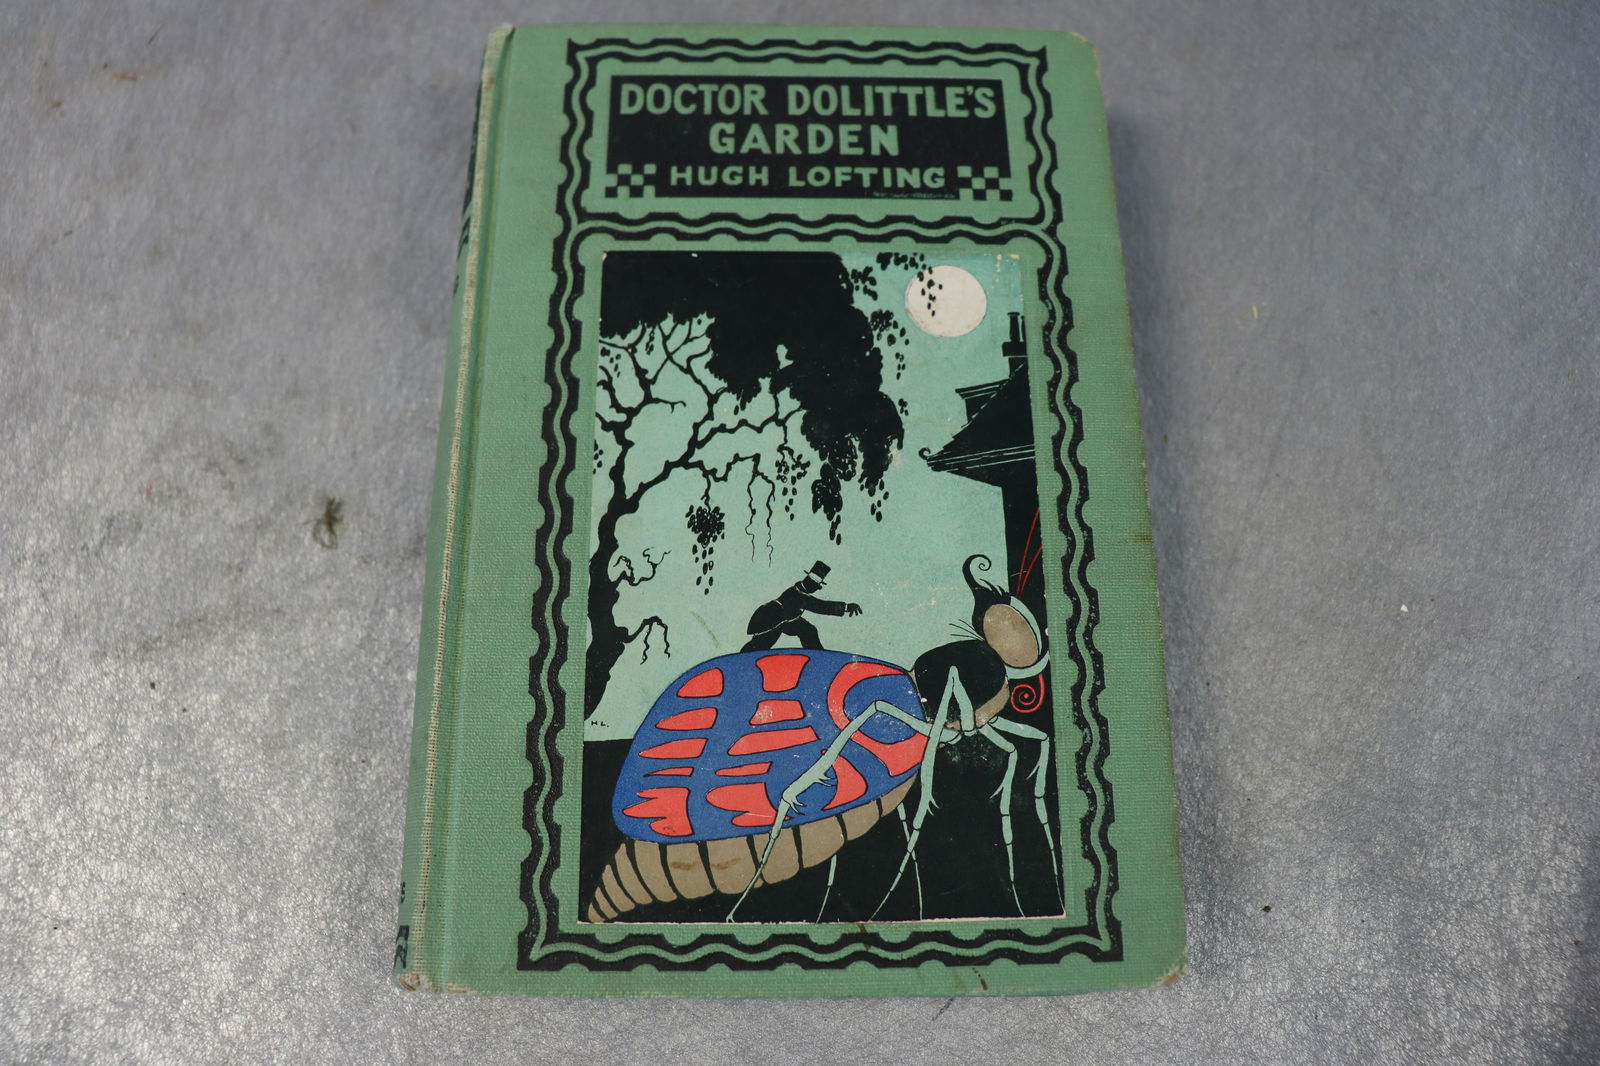 DOCTOR DOLITTLE'S
GARDEN
HUGH LOFTING
H L.